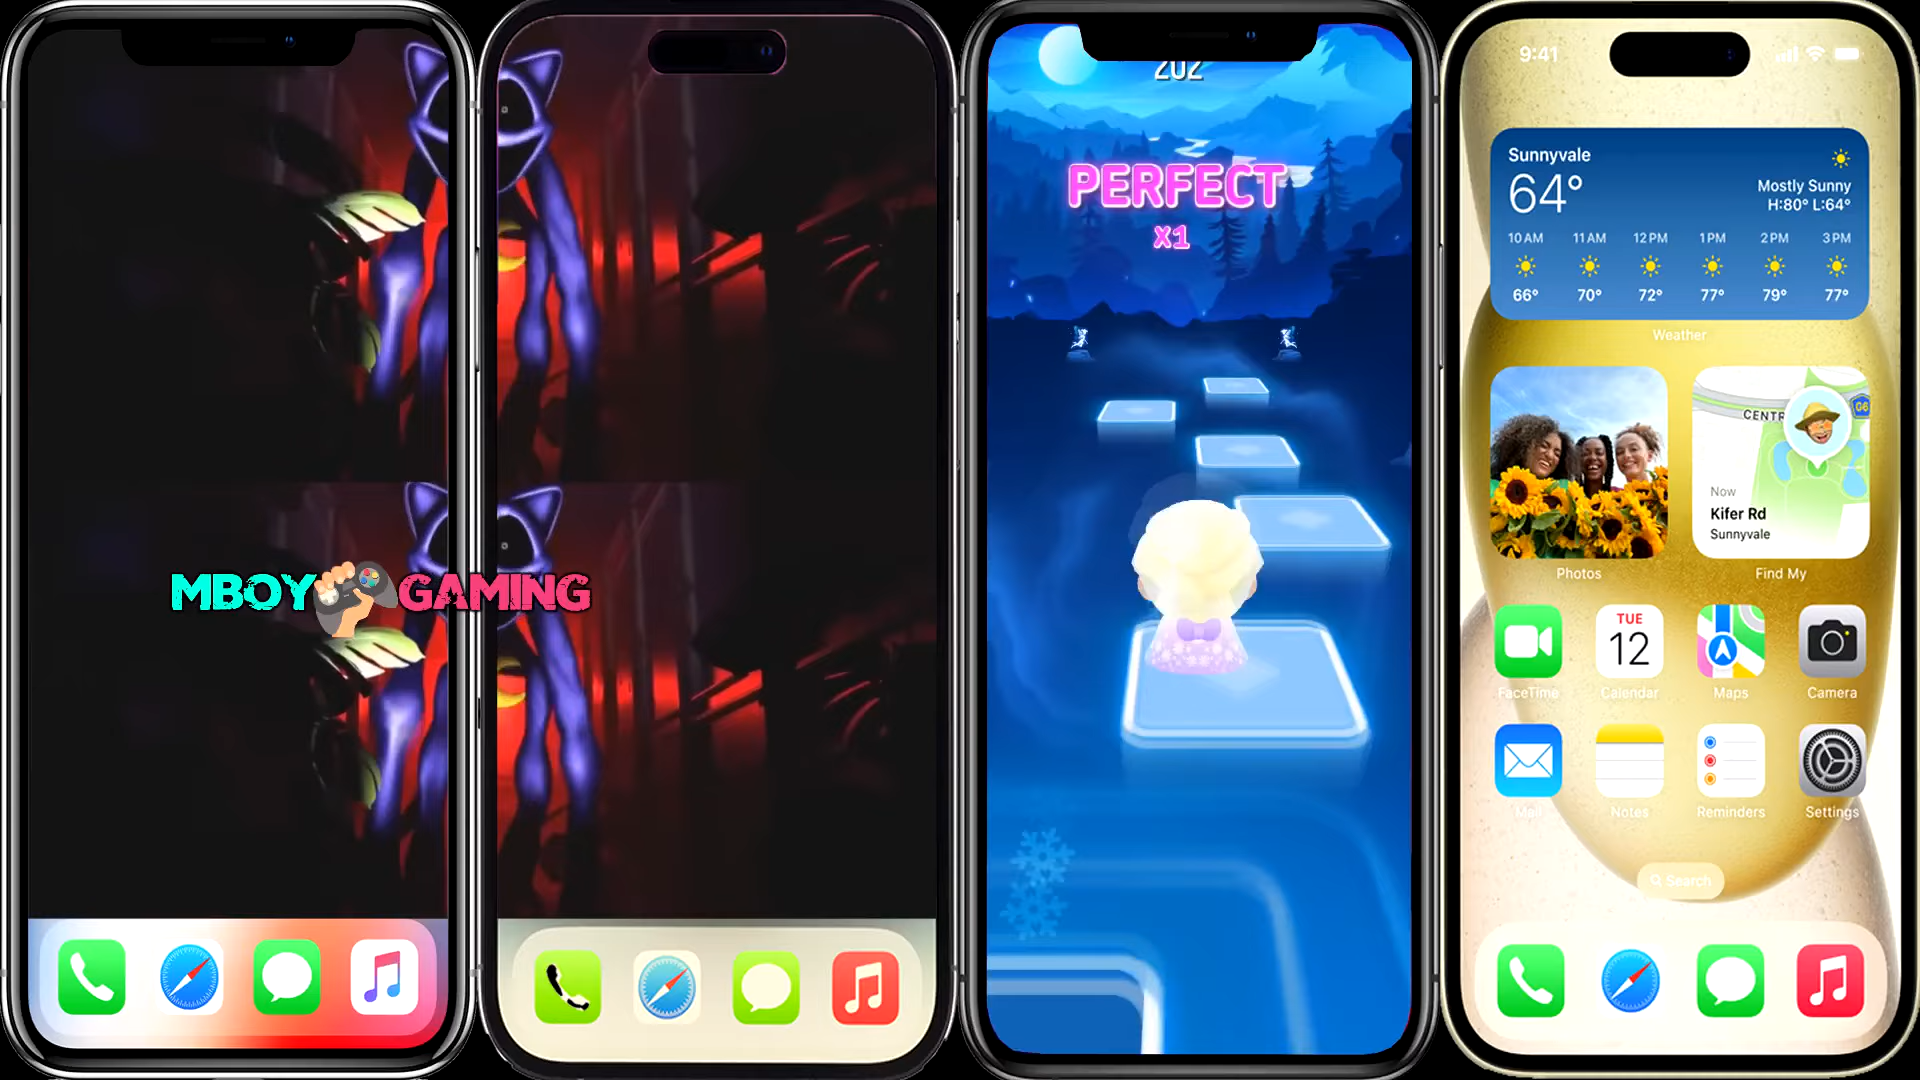 MBOY GAMING
202
PERFECT
x1
9:41
Sunnyvale
64°
Mostly Sunny
H:80° L:64°
10 AM 11 AM 12 PM 1 PM 2 PM 3 PM
66° 70° 72° 77° 79° 77°
Weather
CENTR
G6
Now
Kifer Rd
Sunnyvale
Photos Find My
TUE
12
FaceTime Calendar Maps Camera
Mail Notes Reminders Settings
Search